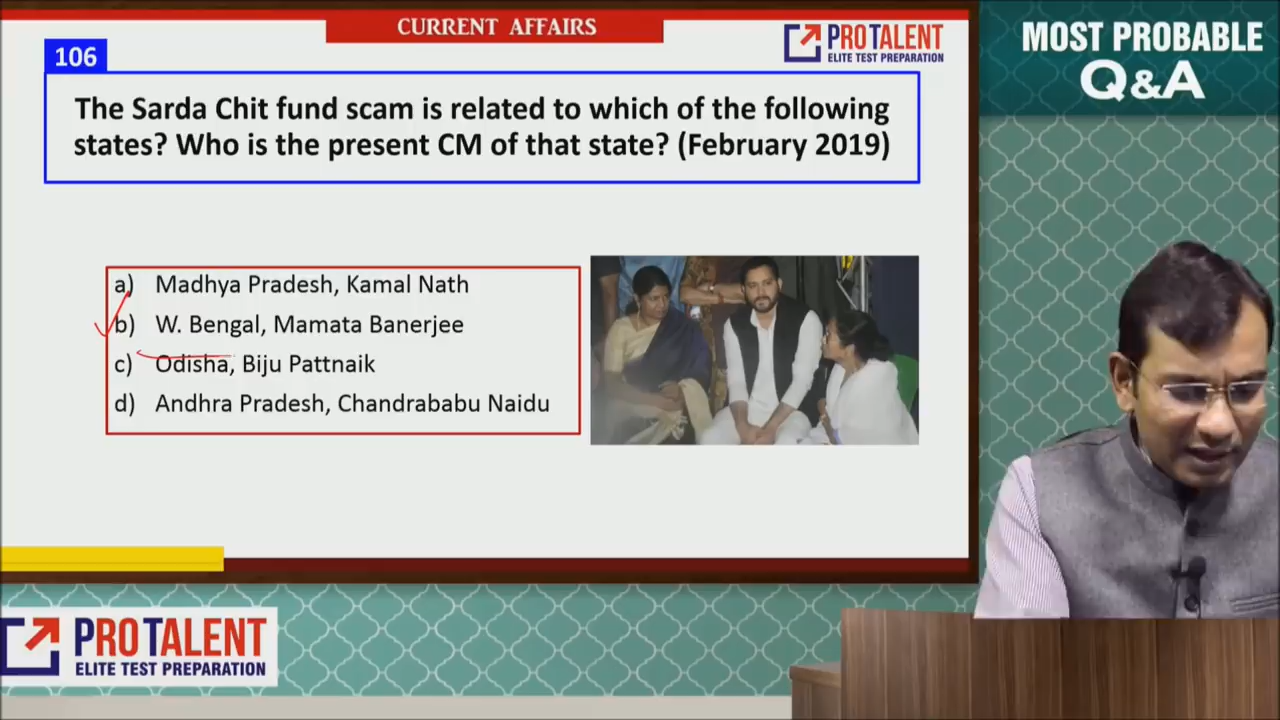 CURRENT AFFAIRS
PROTALENT
ELITE TEST PREPARATION
MOST PROBABLE
Q&A
106
The Sarda Chit fund scam is related to which of the following
states? Who is the present CM of that state? (February 2019)
a) Madhya Pradesh, Kamal Nath
b) W. Bengal, Mamata Banerjee
c) Odisha, Biju Pattnaik
d) Andhra Pradesh, Chandrababu Naidu
PROTALENT
ELITE TEST PREPARATION